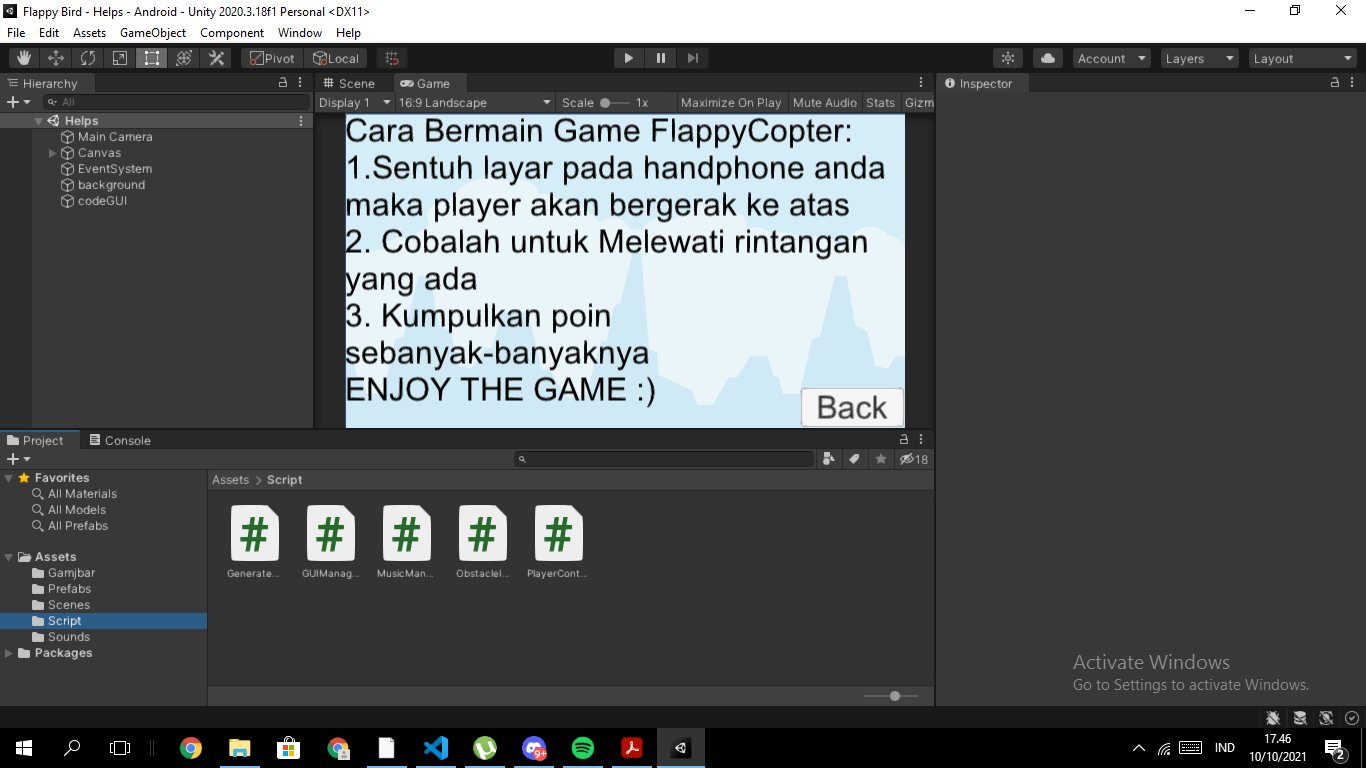 Flappy Bird - Helps - Android - Unity 2020.3.18f1 Personal <DX11>
File Edit Assets GameObject Component Window Help
Pivot Local Account Layers Layout
Hierarchy
All
Helps
Main Camera
Canvas
EventSystem
background
codeGUI
Scene Game
Display 1 16:9 Landscape Scale 1x Maximize On Play Mute Audio Stats Gizm
Cara Bermain Game FlappyCopter:
1.Sentuh layar pada handphone anda
maka player akan bergerak ke atas
2. Cobalah untuk Melewati rintangan
yang ada
3. Kumpulkan poin
sebanyak-banyaknya
ENJOY THE GAME :)
Back
Inspector
Project Console
18
Favorites
All Materials
All Models
All Prefabs
Assets
Gamjbar
Prefabs
Scenes
Script
Sounds
Packages
Assets > Script
Generate... GUIManag... MusicMan... ObstacleI... PlayerCont...
Activate Windows
Go to Settings to activate Windows.
9+
IND
17.46
10/10/2021
2